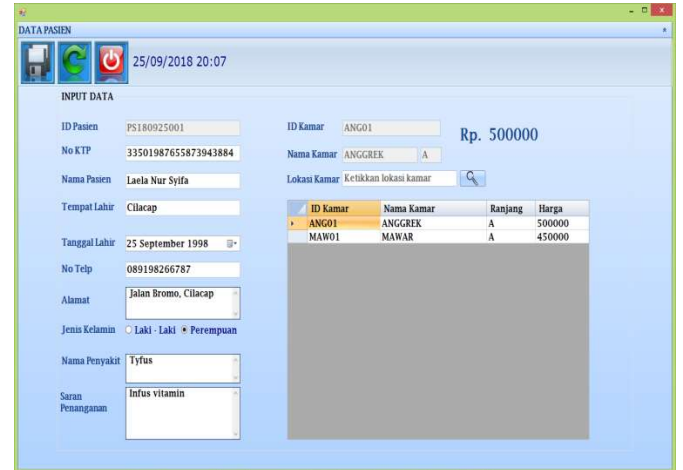 DATA PASIEN
25/09/2018 20:07
INPUT DATA
ID Pasien PS180925001
No KTP 33501987655873943884
Nama Pasien Laela Nur Syifa
Tempat Lahir Cilacap
Tanggal Lahir 25 September 1998
No Telp 089198266787
Alamat Jalan Bromo, Cilacap
Jenis Kelamin Laki - Laki Perempuan
Nama Penyakit Tyfus
Saran Penanganan Infus vitamin
ID Kamar ANG01
Nama Kamar ANGGREK A
Rp. 500000
Lokasi Kamar Ketikkan lokasi kamar
ID Kamar Nama Kamar Ranjang Harga
ANG01 ANGGREK A 500000
MAW01 MAWAR A 450000